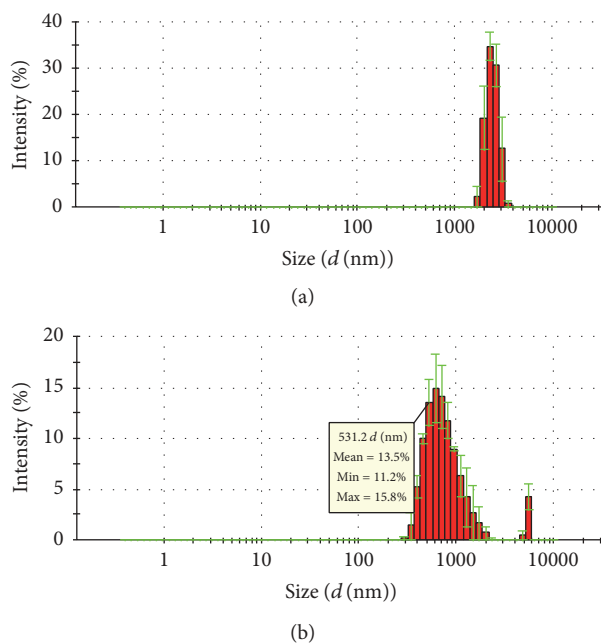 40
30
20
10
0
Intensity (%)
1 10 100 1000 10000
Size (d (nm))
(a)
20
15
10
5
0
Intensity (%)
531.2 d (nm)
Mean = 13.5%
Min = 11.2%
Max = 15.8%
1 10 100 1000 10000
Size (d (nm))
(b)